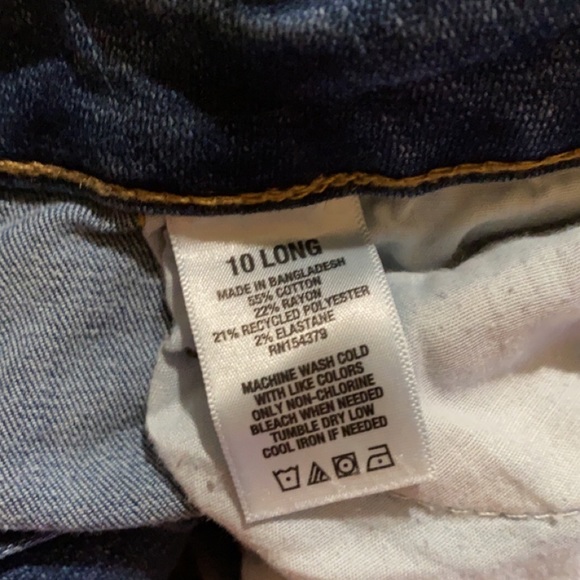 10 LONG
MADE IN BANGLADESH
55% COTTON
22% RAYON
21% RECYCLED POLYESTER
2% ELASTANE
RN154379
MACHINE WASH COLD
WITH LIKE COLORS
ONLY NON-CHLORINE
BLEACH WHEN NEEDED
TUMBLE DRY LOW
COOL IRON IF NEEDED